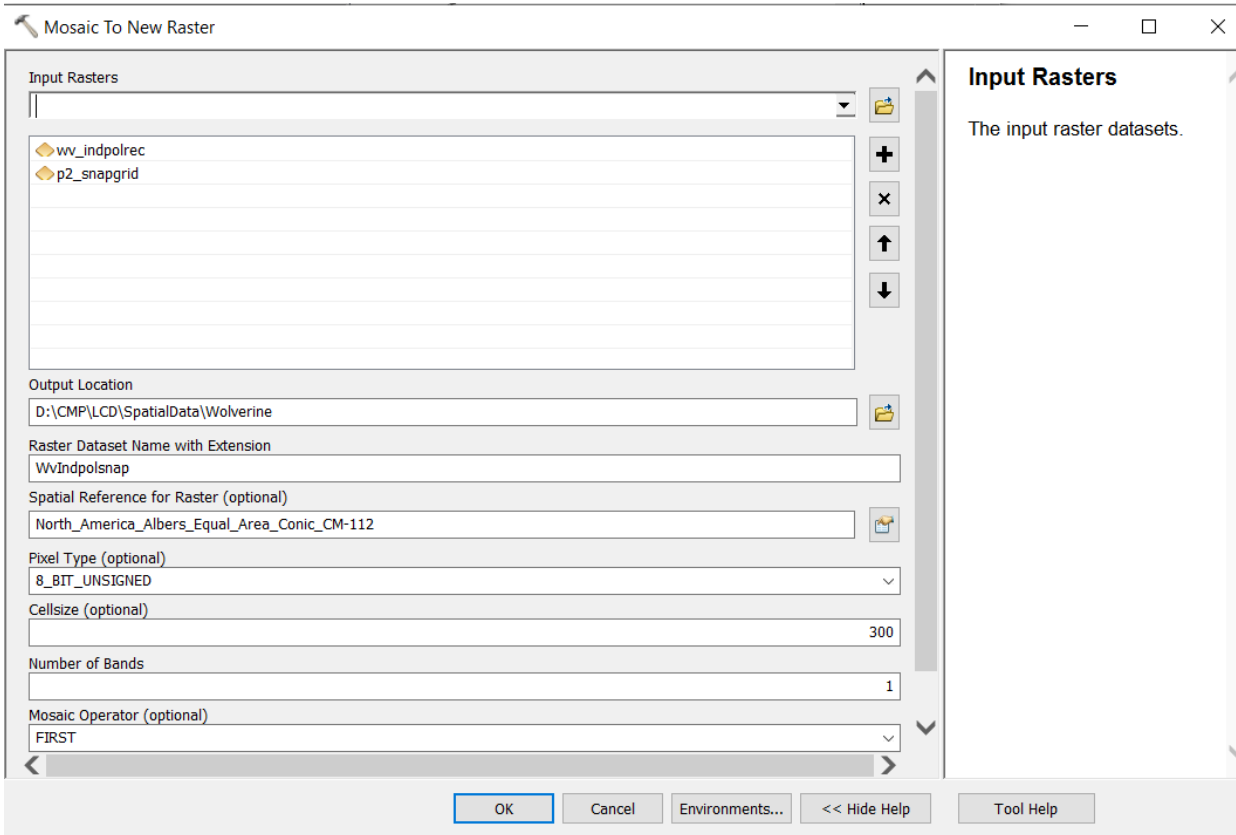 Mosaic To New Raster
Input Rasters
wv_indpolrec
p2_snapgrid
Output Location
D:\CMP\LCD\SpatialData\Wolverine
Raster Dataset Name with Extension
WvIndpolsnap
Spatial Reference for Raster (optional)
North_America_Albers_Equal_Area_Conic_CM-112
Pixel Type (optional)
8_BIT_UNSIGNED
Cellsize (optional)
300
Number of Bands
1
Mosaic Operator (optional)
FIRST
Input Rasters
The input raster datasets.
OK Cancel Environments... << Hide Help Tool Help